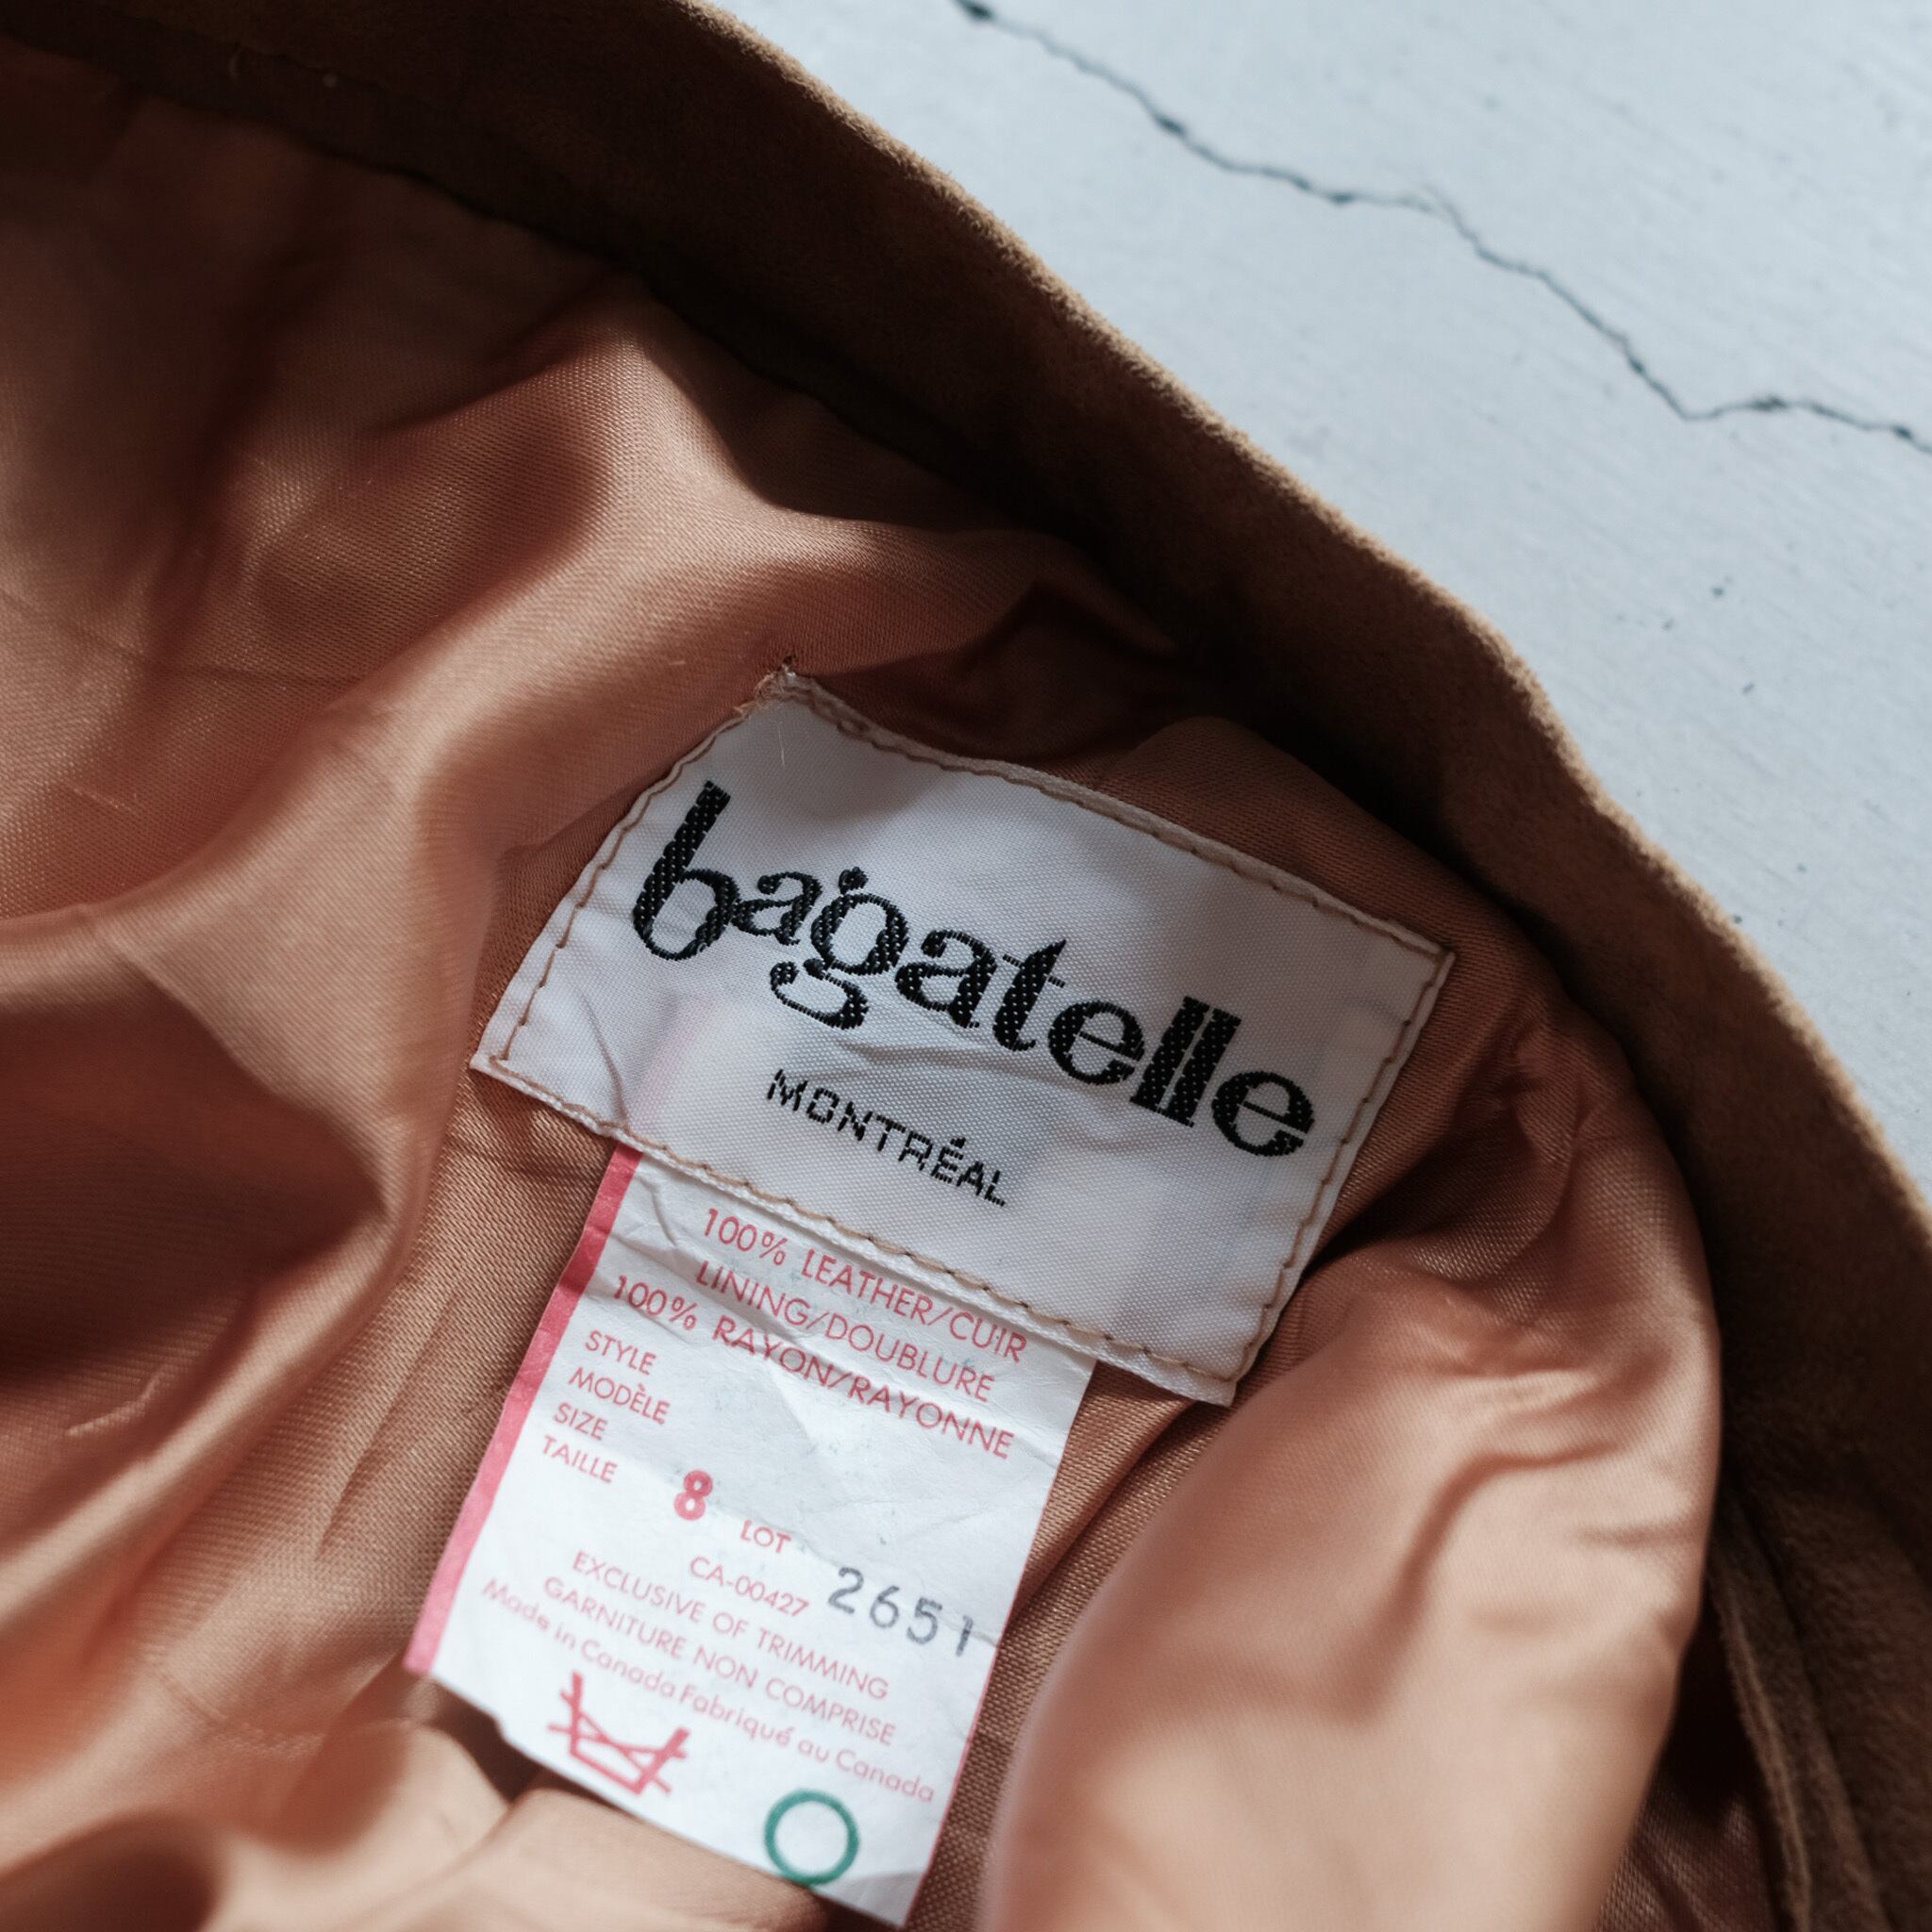 bagatelle
MONTRÉAL
100% LEATHER/CUIR
LINING/DOUBLURE
100% RAYON/RAYONNE
STYLE
MODÈLE
SIZE
TAILLE
8
LOT
2651
CA-00427
EXCLUSIVE OF TRIMMING
GARNITURE NON COMPRISE
Made in Canada Fabriqué au Canada